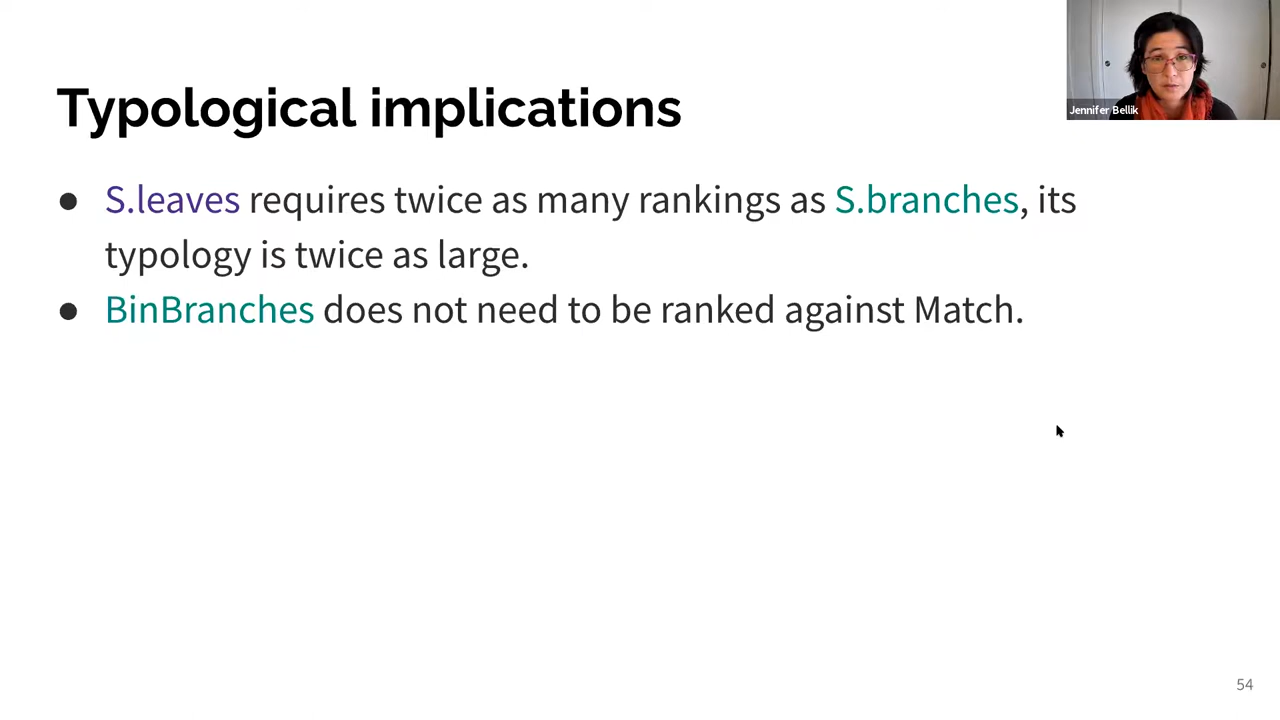 Typological implications
● S.leaves requires twice as many rankings as S.branches, its
typology is twice as large.
● BinBranches does not need to be ranked against Match.
Jennifer Bellik
54